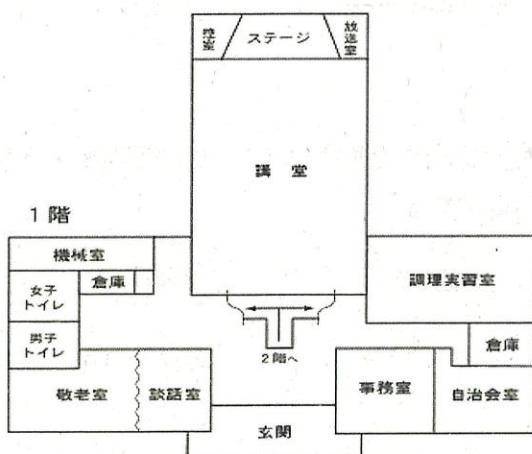 控室
ステージ
放送室
講堂
1階
機械室
倉庫
女子
トイレ
男子
トイレ
調理実習室
倉庫
2階へ
敬老室
談話室
事務室
自治会室
玄関